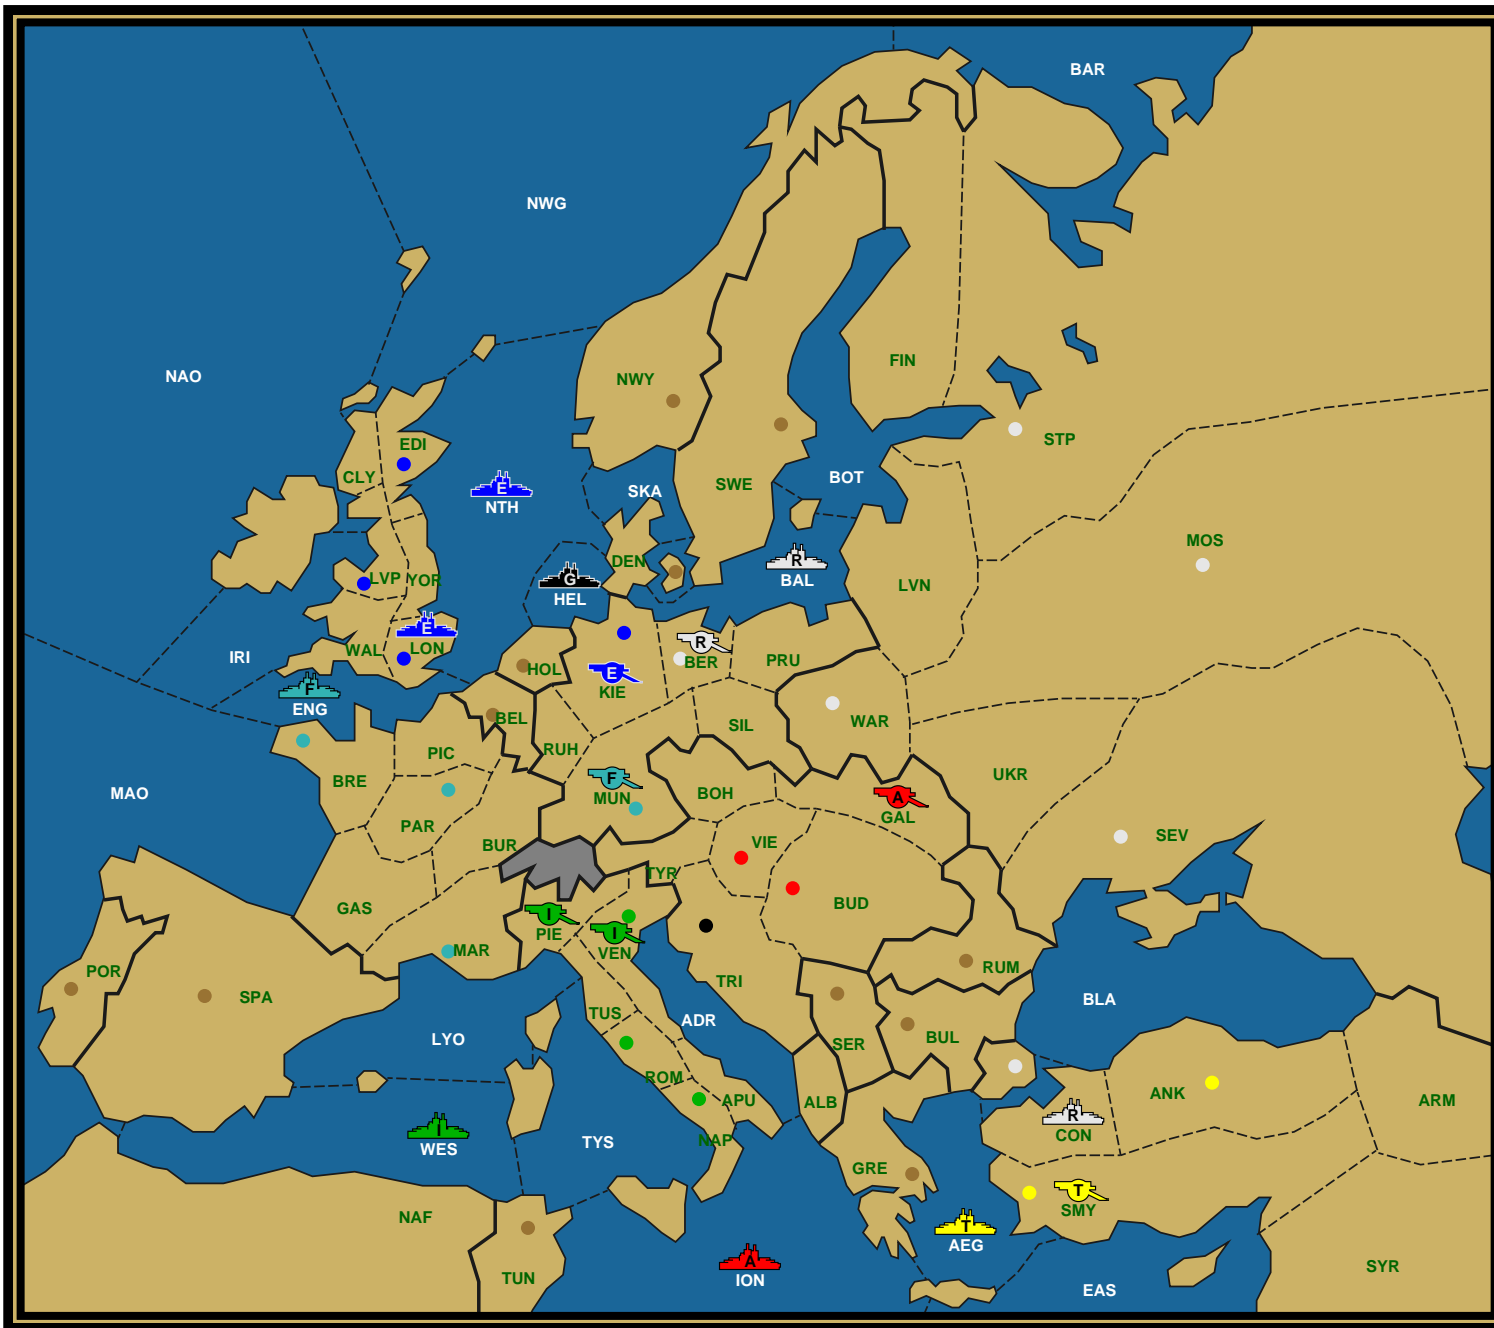 BAR
NWG
NAO
FIN
NWY
STP
EDI
CLY
SWE
BOT
SKA
E
NTH
MOS
R
BAL
DEN
G
HEL
LVP
YOR
LVN
E
LON
WAL
IRI
R
BER
PRU
HOL
E
KIE
F
ENG
BEL
WAR
SIL
RUH
PIC
BRE
UKR
MAO
F
MUN
BOH
A
GAL
PAR
SEV
VIE
BUR
TYR
BUD
GAS
I
PIE
I
VEN
MAR
RUM
POR
SPA
TRI
BLA
TUS
ADR
LYO
SER
BUL
ROM
ANK
APU
ALB
ARM
R
CON
I
WES
TYS
NAP
GRE
T
SMY
NAF
T
AEG
SYR
TUN
A
ION
EAS